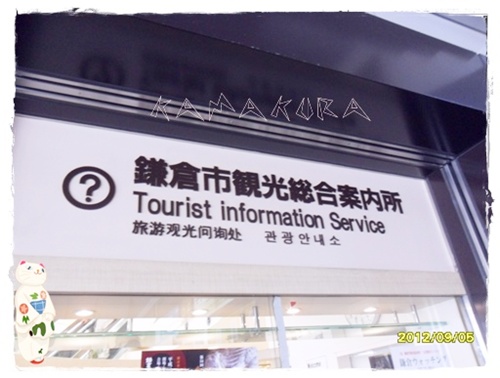 KAMAKURA
?
鎌倉市観光総合案内所
Tourist information Service
旅游观光问询处 관광안내소
2012/09/05